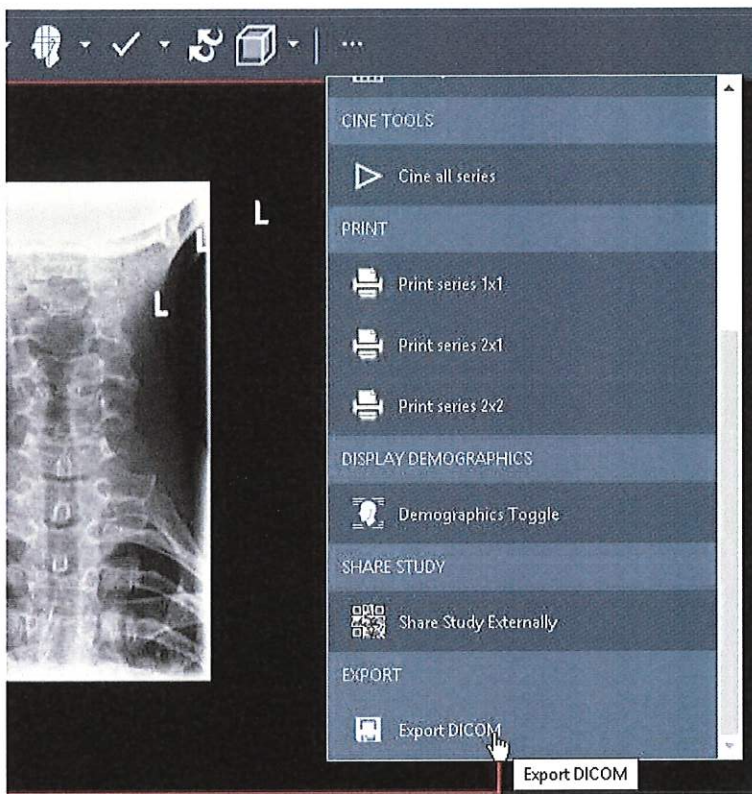 ...
L
L
L
CINE TOOLS
Cine all series
PRINT
Print series 1x1
Print series 2x1
Print series 2x2
DISPLAY DEMOGRAPHICS
Demographics Toggle
SHARE STUDY
Share Study Externally
EXPORT
Export DICOM
Export DICOM